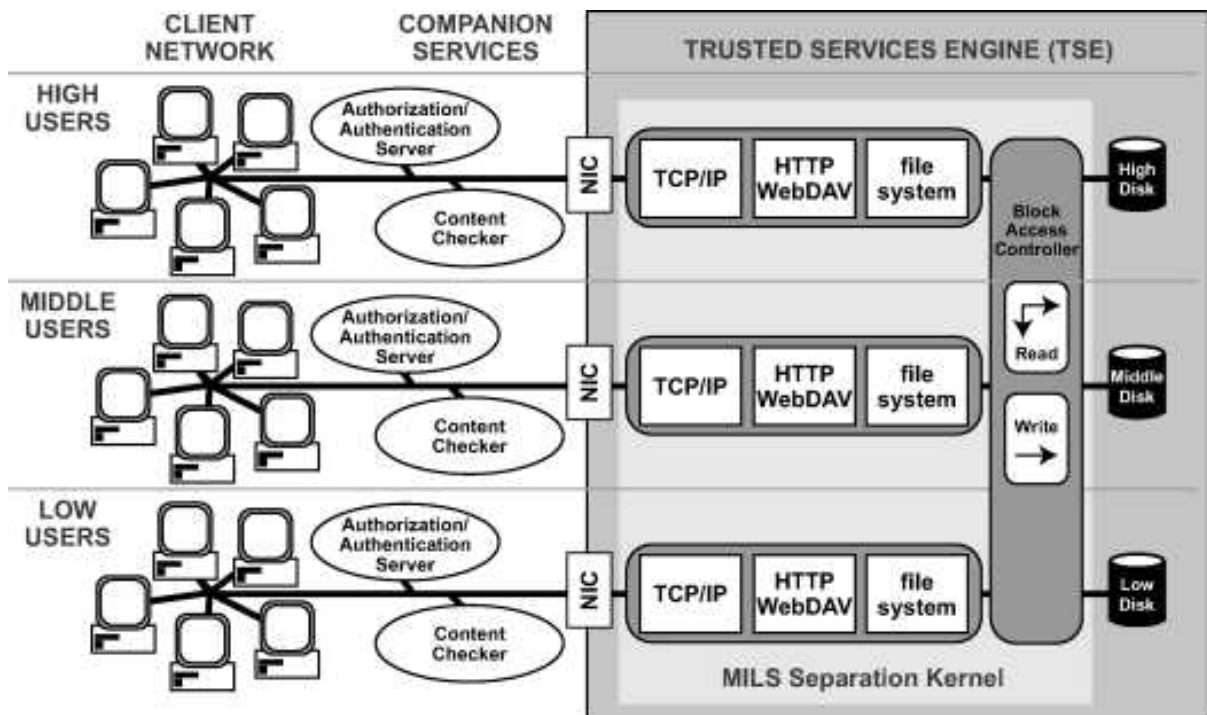 CLIENT
NETWORK
COMPANION
SERVICES
TRUSTED SERVICES ENGINE (TSE)
HIGH
USERS
Authorization/
Authentication
Server
Content
Checker
NIC
TCP/IP
HTTP
WebDAV
file
system
High
Disk
Block
Access
Controller
Read
Write
MIDDLE
USERS
Authorization/
Authentication
Server
Content
Checker
NIC
TCP/IP
HTTP
WebDAV
file
system
Middle
Disk
LOW
USERS
Authorization/
Authentication
Server
Content
Checker
NIC
TCP/IP
HTTP
WebDAV
file
system
Low
Disk
MILS Separation Kernel